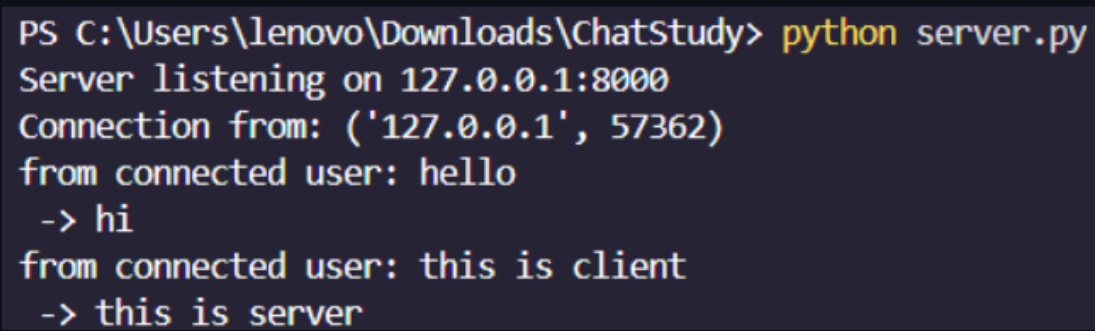 PS C:\Users\lenovo\Downloads\ChatStudy> python server.py
Server listening on 127.0.0.1:8000
Connection from: ('127.0.0.1', 57362)
from connected user: hello
 -> hi
from connected user: this is client
 -> this is server